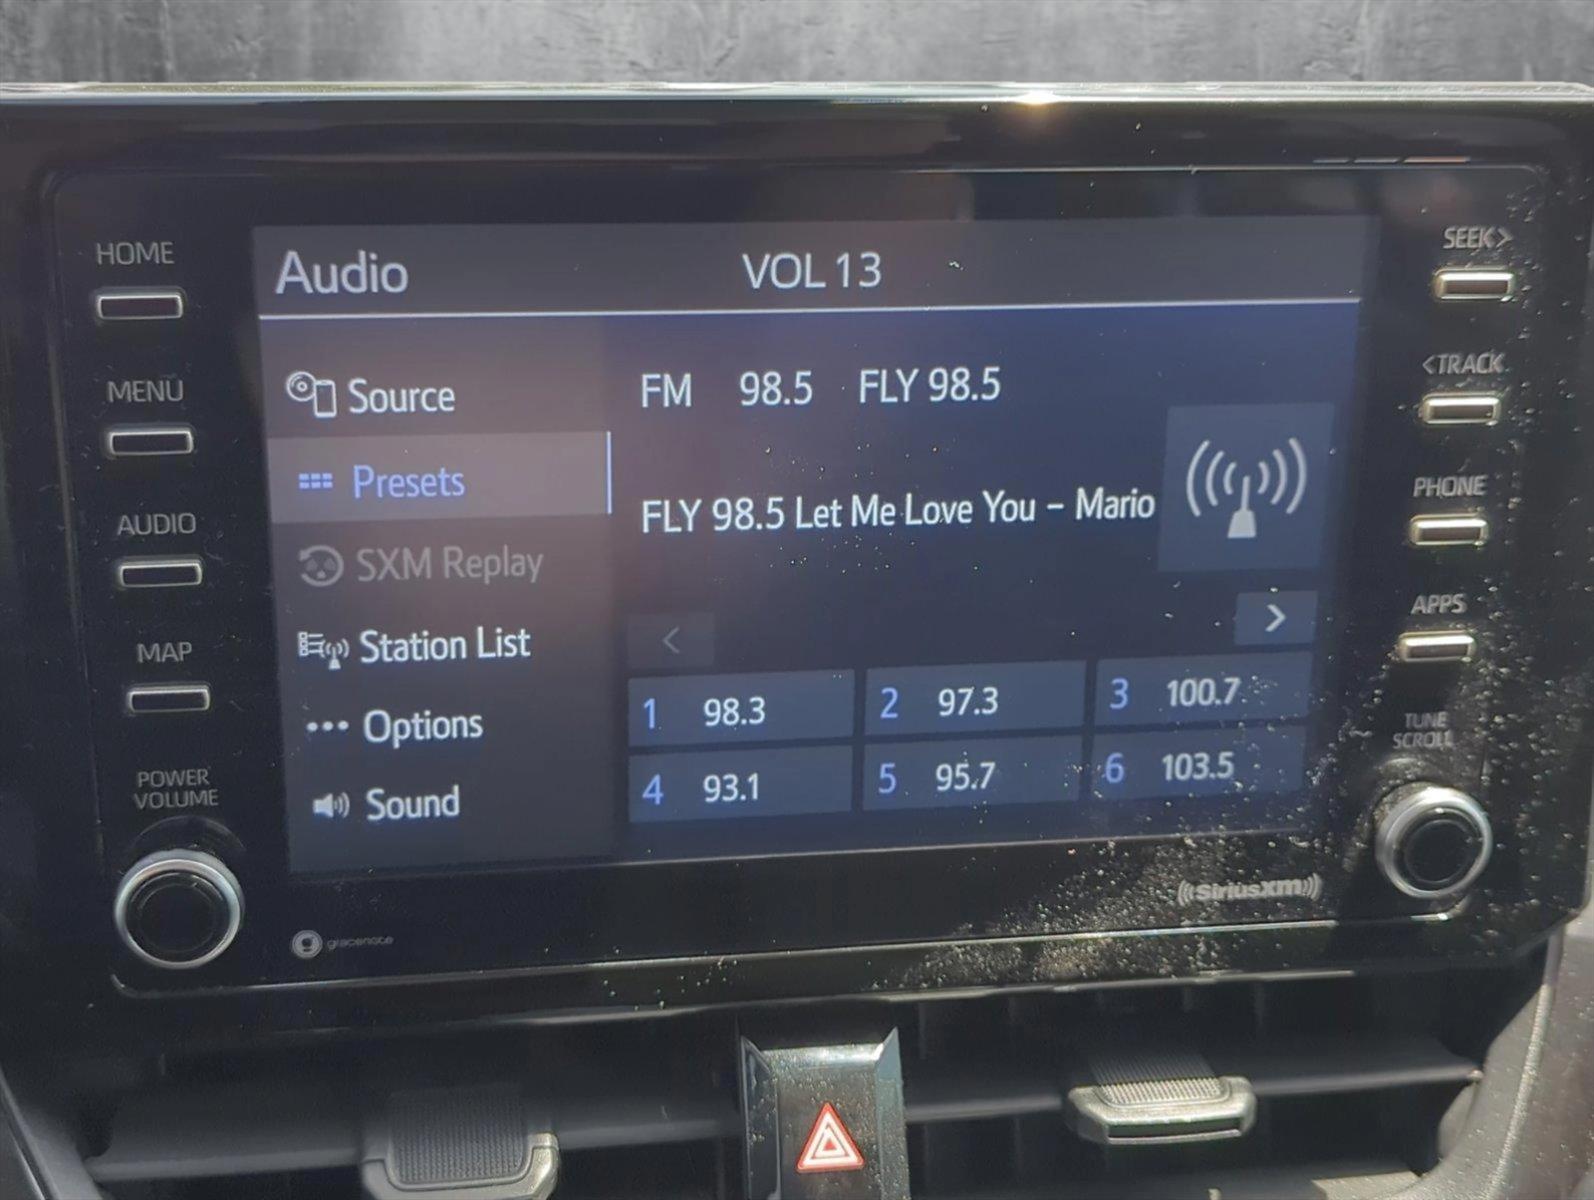 HOME
MENU
AUDIO
MAP
POWER
VOLUME
Audio VOL 13
Source
Presets
SXM Replay
Station List
Options
Sound
FM 98.5 FLY 98.5
FLY 98.5 Let Me Love You – Mario
< >
1 98.3 2 97.3 3 100.7
4 93.1 5 95.7 6 103.5
SEEK>
<TRACK
PHONE
APPS
TUNE
SCROLL
gracenote
SiriusXM